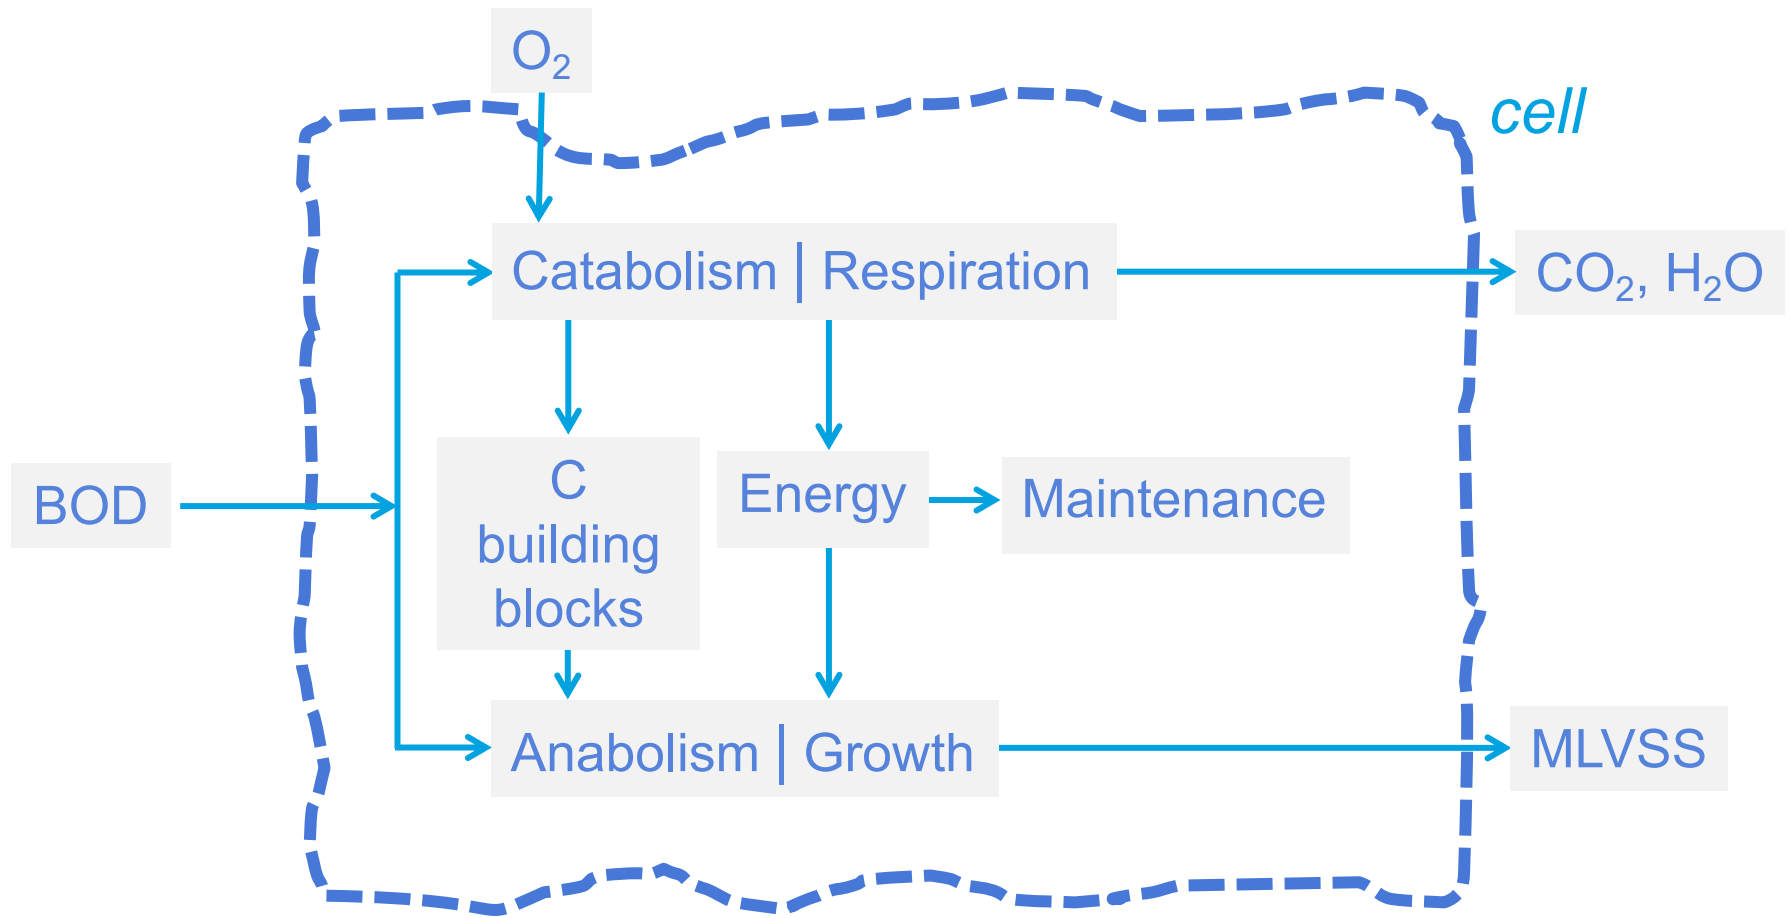 O₂
cell
Catabolism | Respiration
CO₂, H₂O
BOD
C
building
blocks
Energy
Maintenance
Anabolism | Growth
MLVSS